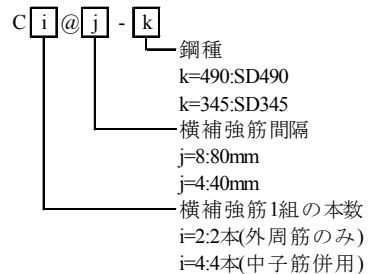 C i @ j - k
鋼種
k=490:SD490
k=345:SD345
横補強筋間隔
j=8:80mm
j=4:40mm
横補強筋1組の本数
i=2:2本(外周筋のみ)
i=4:4本(中子筋併用)